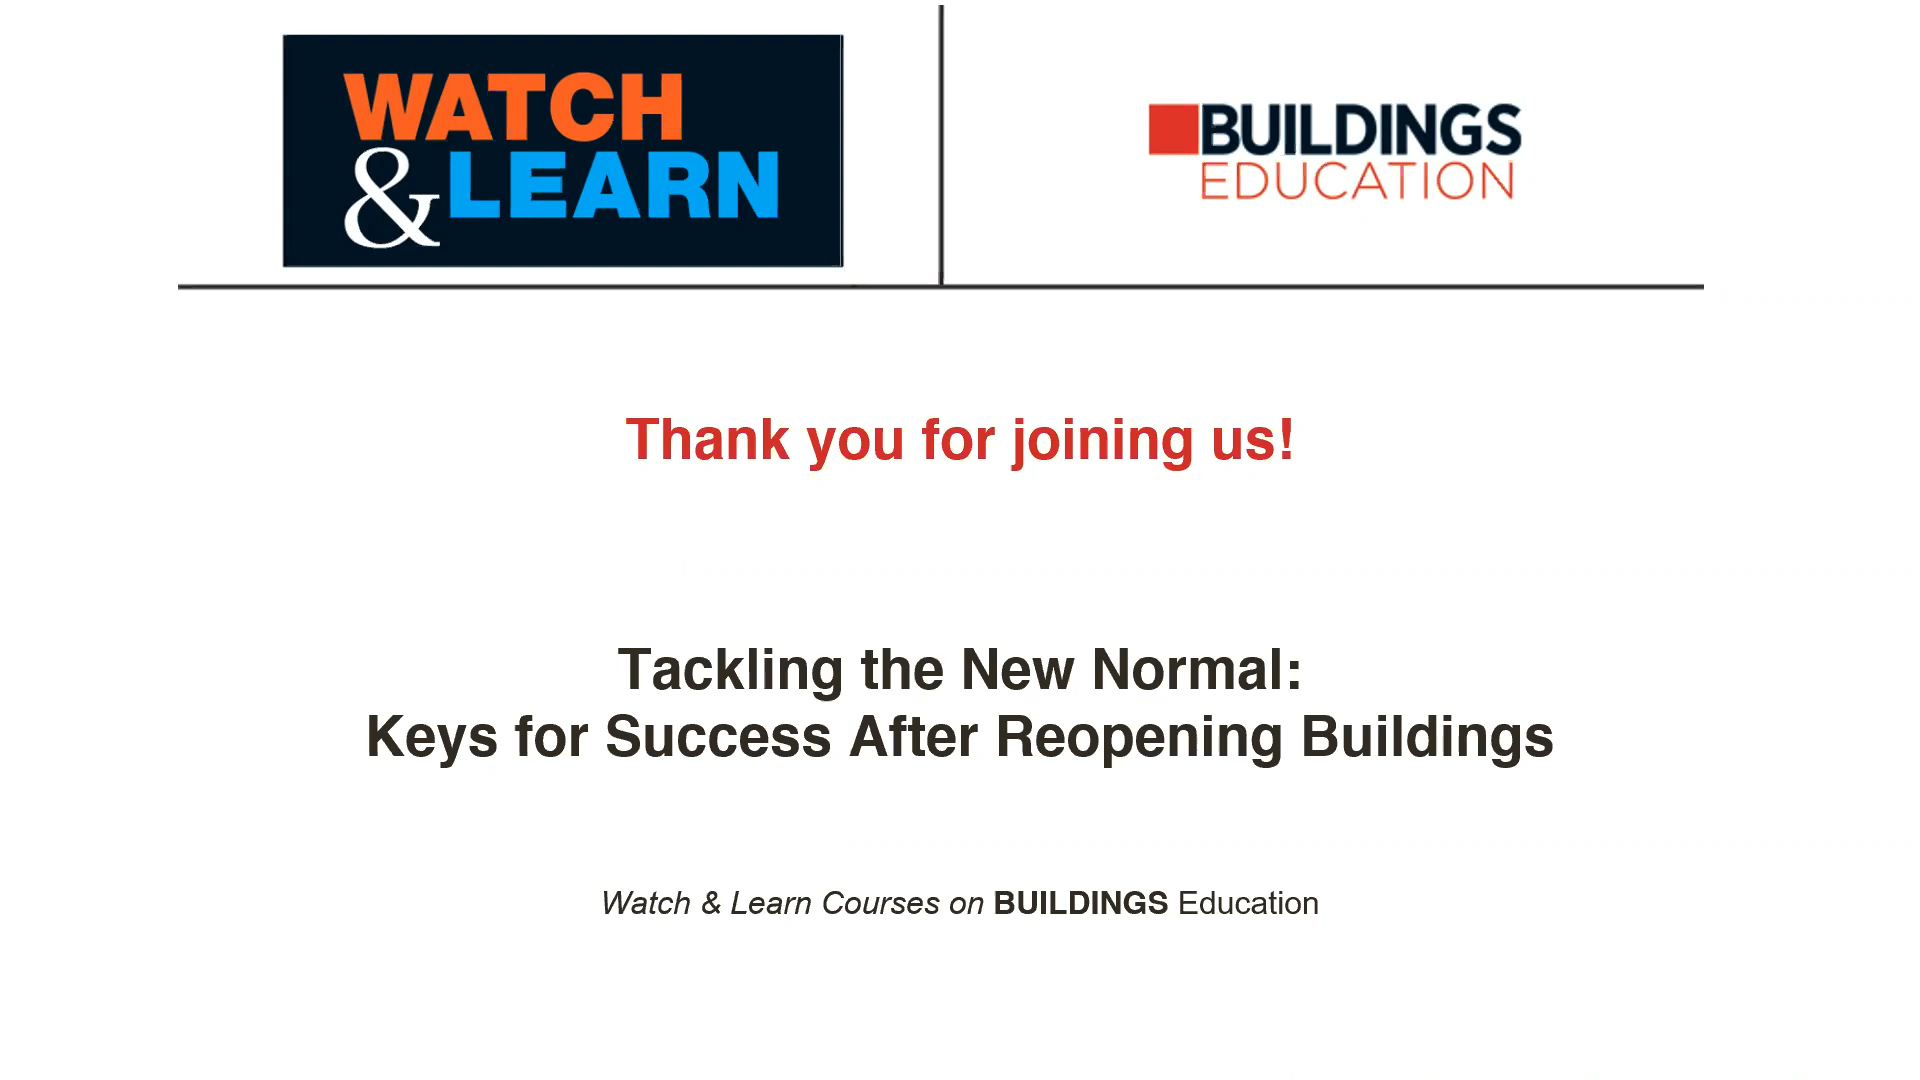 WATCH
& LEARN
BUILDINGS
EDUCATION
Thank you for joining us!
Tackling the New Normal:
Keys for Success After Reopening Buildings
Watch & Learn Courses on BUILDINGS Education